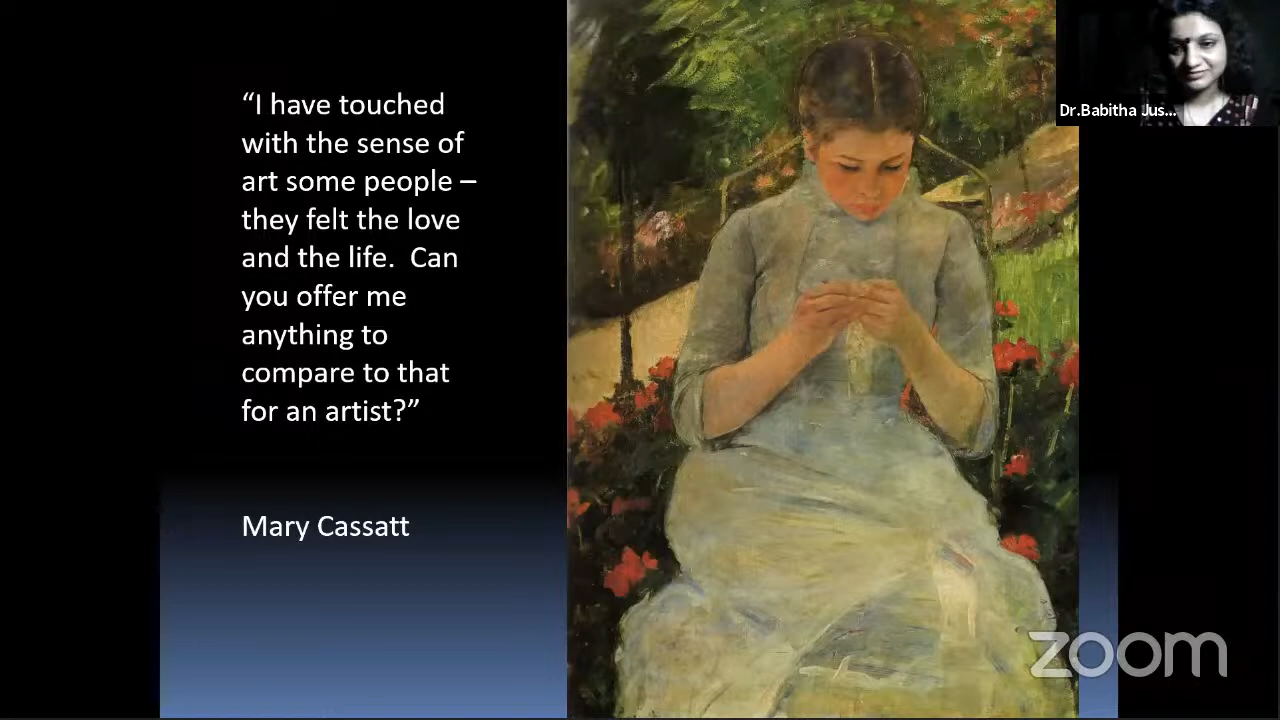 “I have touched
with the sense of
art some people –
they felt the love
and the life.  Can
you offer me
anything to
compare to that
for an artist?”
Mary Cassatt
Dr.Babitha Jus...
zoom